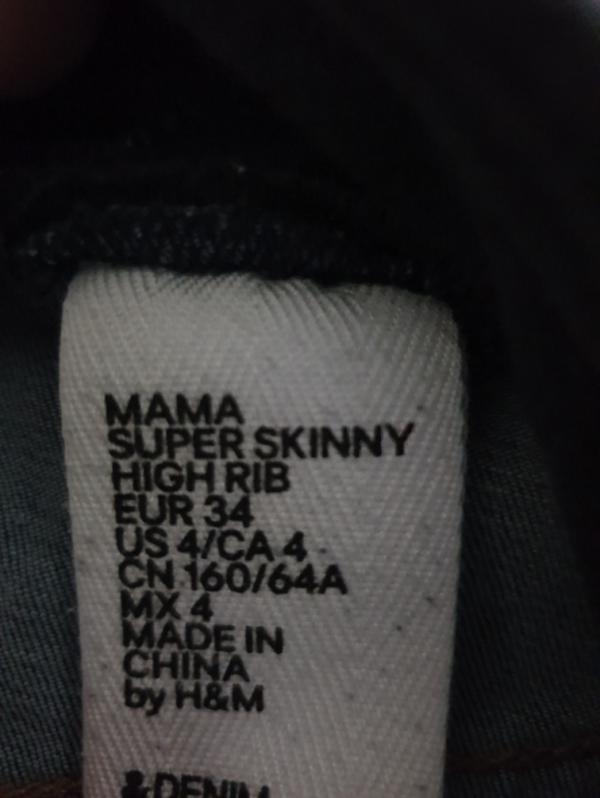 MAMA
SUPER SKINNY
HIGH RIB
EUR 34
US 4/CA 4
CN 160/64A
MX 4
MADE IN
CHINA
by H&M
&DENIM